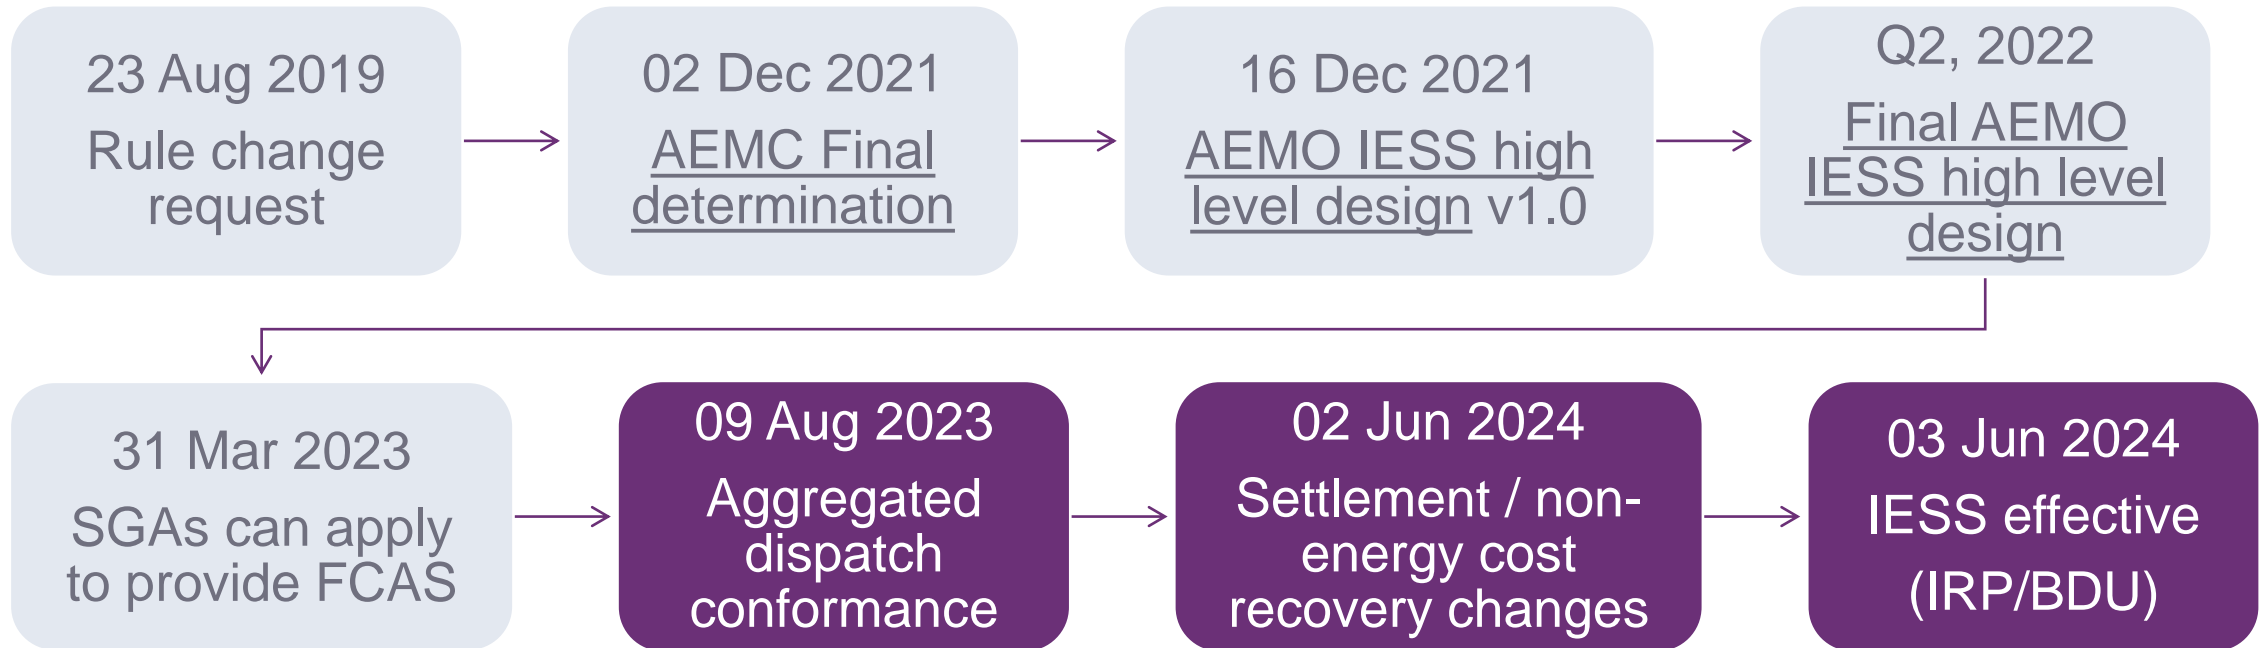 23 Aug 2019
Rule change
request
02 Dec 2021
AEMC Final
determination
16 Dec 2021
AEMO IESS high
level design v1.0
Q2, 2022
Final AEMO
IESS high level
design
31 Mar 2023
SGAs can apply
to provide FCAS
09 Aug 2023
Aggregated
dispatch
conformance
02 Jun 2024
Settlement / non-
energy cost
recovery changes
03 Jun 2024
IESS effective
(IRP/BDU)